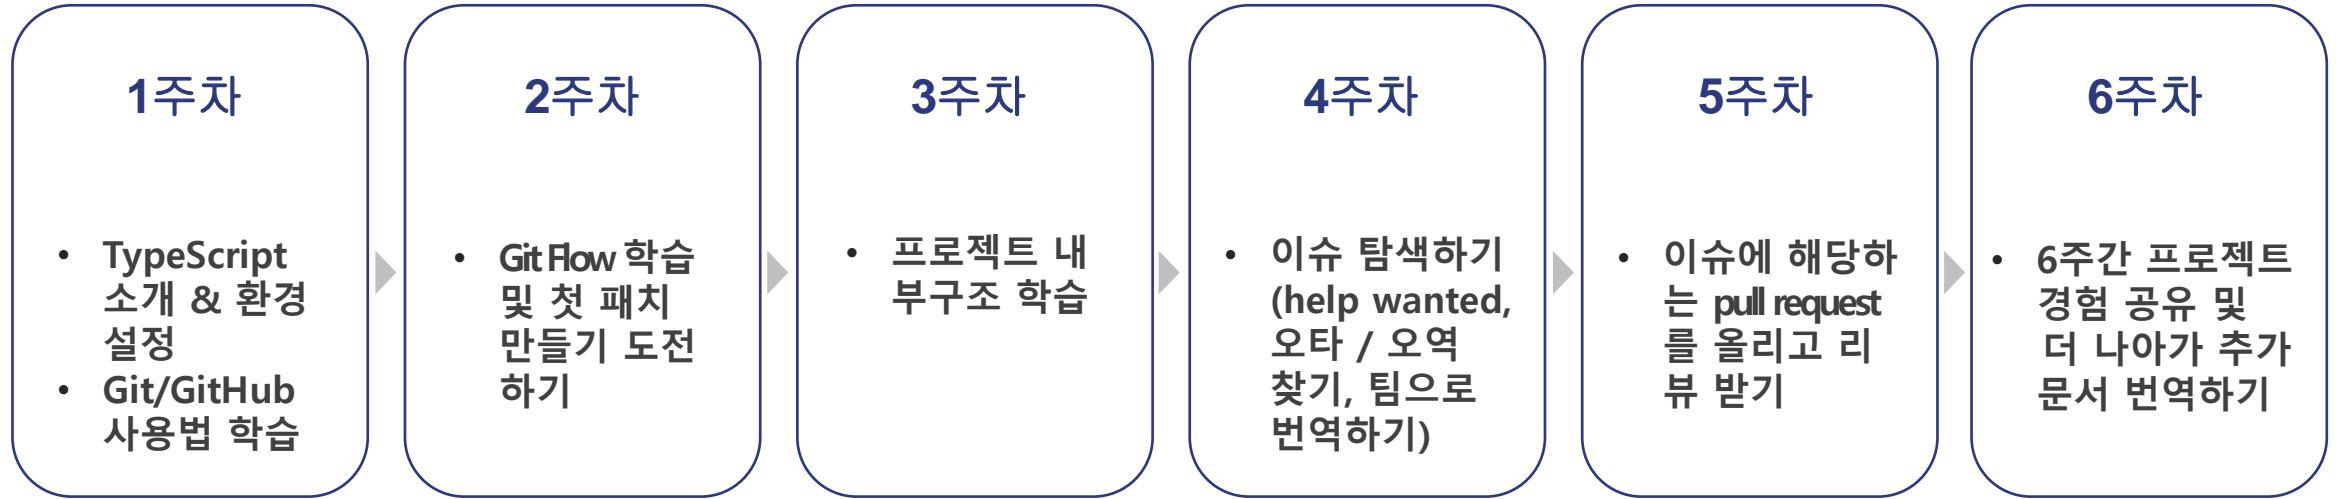 1주차
• TypeScript
소개 & 환경
설정
• Git/GitHub
사용법 학습
2주차
• Git Flow 학습
및 첫 패치
만들기 도전
하기
3주차
• 프로젝트 내
부구조 학습
4주차
• 이슈 탐색하기
(help wanted,
오타 / 오역
찾기, 팀으로
번역하기)
5주차
• 이슈에 해당하
는 pull request
를 올리고 리
뷰 받기
6주차
• 6주간 프로젝트
경험 공유 및
더 나아가 추가
문서 번역하기